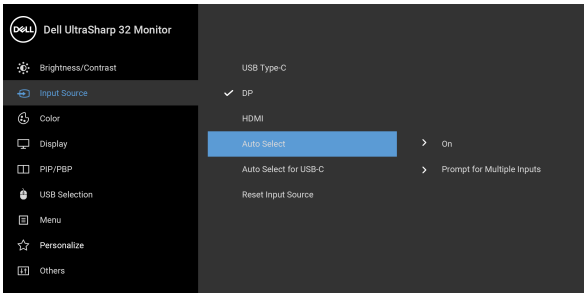 DELL Dell UltraSharp 32 Monitor
Brightness/Contrast
Input Source
Color
Display
PIP/PBP
USB Selection
Menu
Personalize
Others
USB Type-C
DP
HDMI
Auto Select On
Auto Select for USB-C Prompt for Multiple Inputs
Reset Input Source